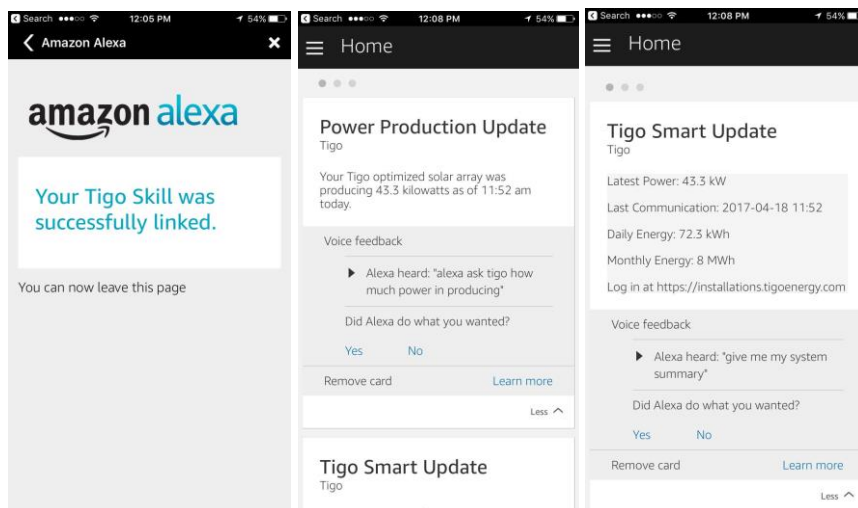 Search
12:05 PM
54%
Amazon Alexa
amazon alexa
Your Tigo Skill was
successfully linked.
You can now leave this page
Search
12:08 PM
54%
Home
Power Production Update
Tigo
Your Tigo optimized solar array was
producing 43.3 kilowatts as of 11:52 am
today.
Voice feedback
Alexa heard: "alexa ask tigo how
much power in producing"
Did Alexa do what you wanted?
Yes No
Remove card Learn more
Less
Tigo Smart Update
Tigo
Search
12:08 PM
54%
Home
Tigo Smart Update
Tigo
Latest Power: 43.3 kW
Last Communication: 2017-04-18 11:52
Daily Energy: 72.3 kWh
Monthly Energy: 8 MWh
Log in at https://installations.tigoenergy.com
Voice feedback
Alexa heard: "give me my system
summary"
Did Alexa do what you wanted?
Yes No
Remove card Learn more
Less